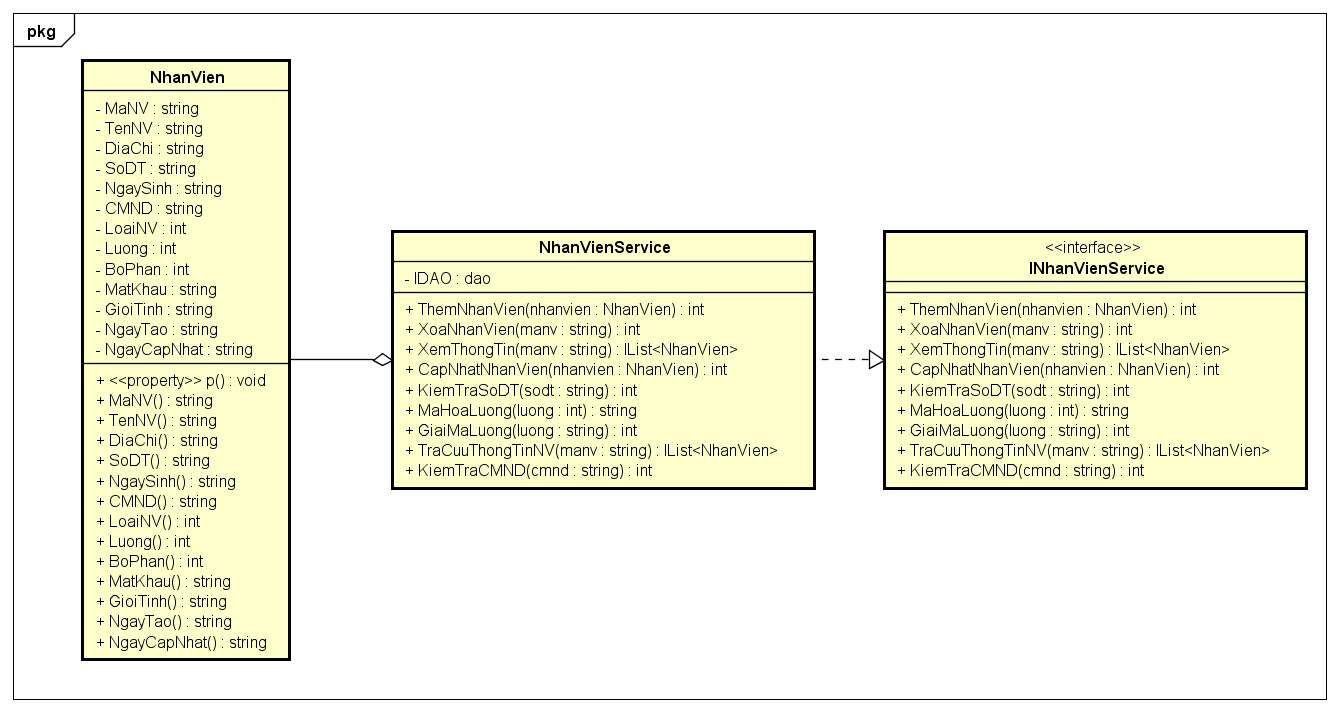 pkg
NhanVien
- MaNV : string
- TenNV : string
- DiaChi : string
- SoDT : string
- NgaySinh : string
- CMND : string
- LoaiNV : int
- Luong : int
- BoPhan : int
- MatKhau : string
- GioiTinh : string
- NgayTao : string
- NgayCapNhat : string
+ <<property>> p() : void
+ MaNV() : string
+ TenNV() : string
+ DiaChi() : string
+ SoDT() : string
+ NgaySinh() : string
+ CMND() : string
+ LoaiNV() : int
+ Luong() : int
+ BoPhan() : int
+ MatKhau() : string
+ GioiTinh() : string
+ NgayTao() : string
+ NgayCapNhat() : string
NhanVienService
- IDAO : dao
+ ThemNhanVien(nhanvien : NhanVien) : int
+ XoaNhanVien(manv : string) : int
+ XemThongTin(manv : string) : IList<NhanVien>
+ CapNhatNhanVien(nhanvien : NhanVien) : int
+ KiemTraSoDT(sodt : string) : int
+ MaHoaLuong(luong : int) : string
+ GiaiMaLuong(luong : string) : int
+ TraCuuThongTinNV(manv : string) : IList<NhanVien>
+ KiemTraCMND(cmnd : string) : int
<<interface>>
INhanVienService
+ ThemNhanVien(nhanvien : NhanVien) : int
+ XoaNhanVien(manv : string) : int
+ XemThongTin(manv : string) : IList<NhanVien>
+ CapNhatNhanVien(nhanvien : NhanVien) : int
+ KiemTraSoDT(sodt : string) : int
+ MaHoaLuong(luong : int) : string
+ GiaiMaLuong(luong : string) : int
+ TraCuuThongTinNV(manv : string) : IList<NhanVien>
+ KiemTraCMND(cmnd : string) : int